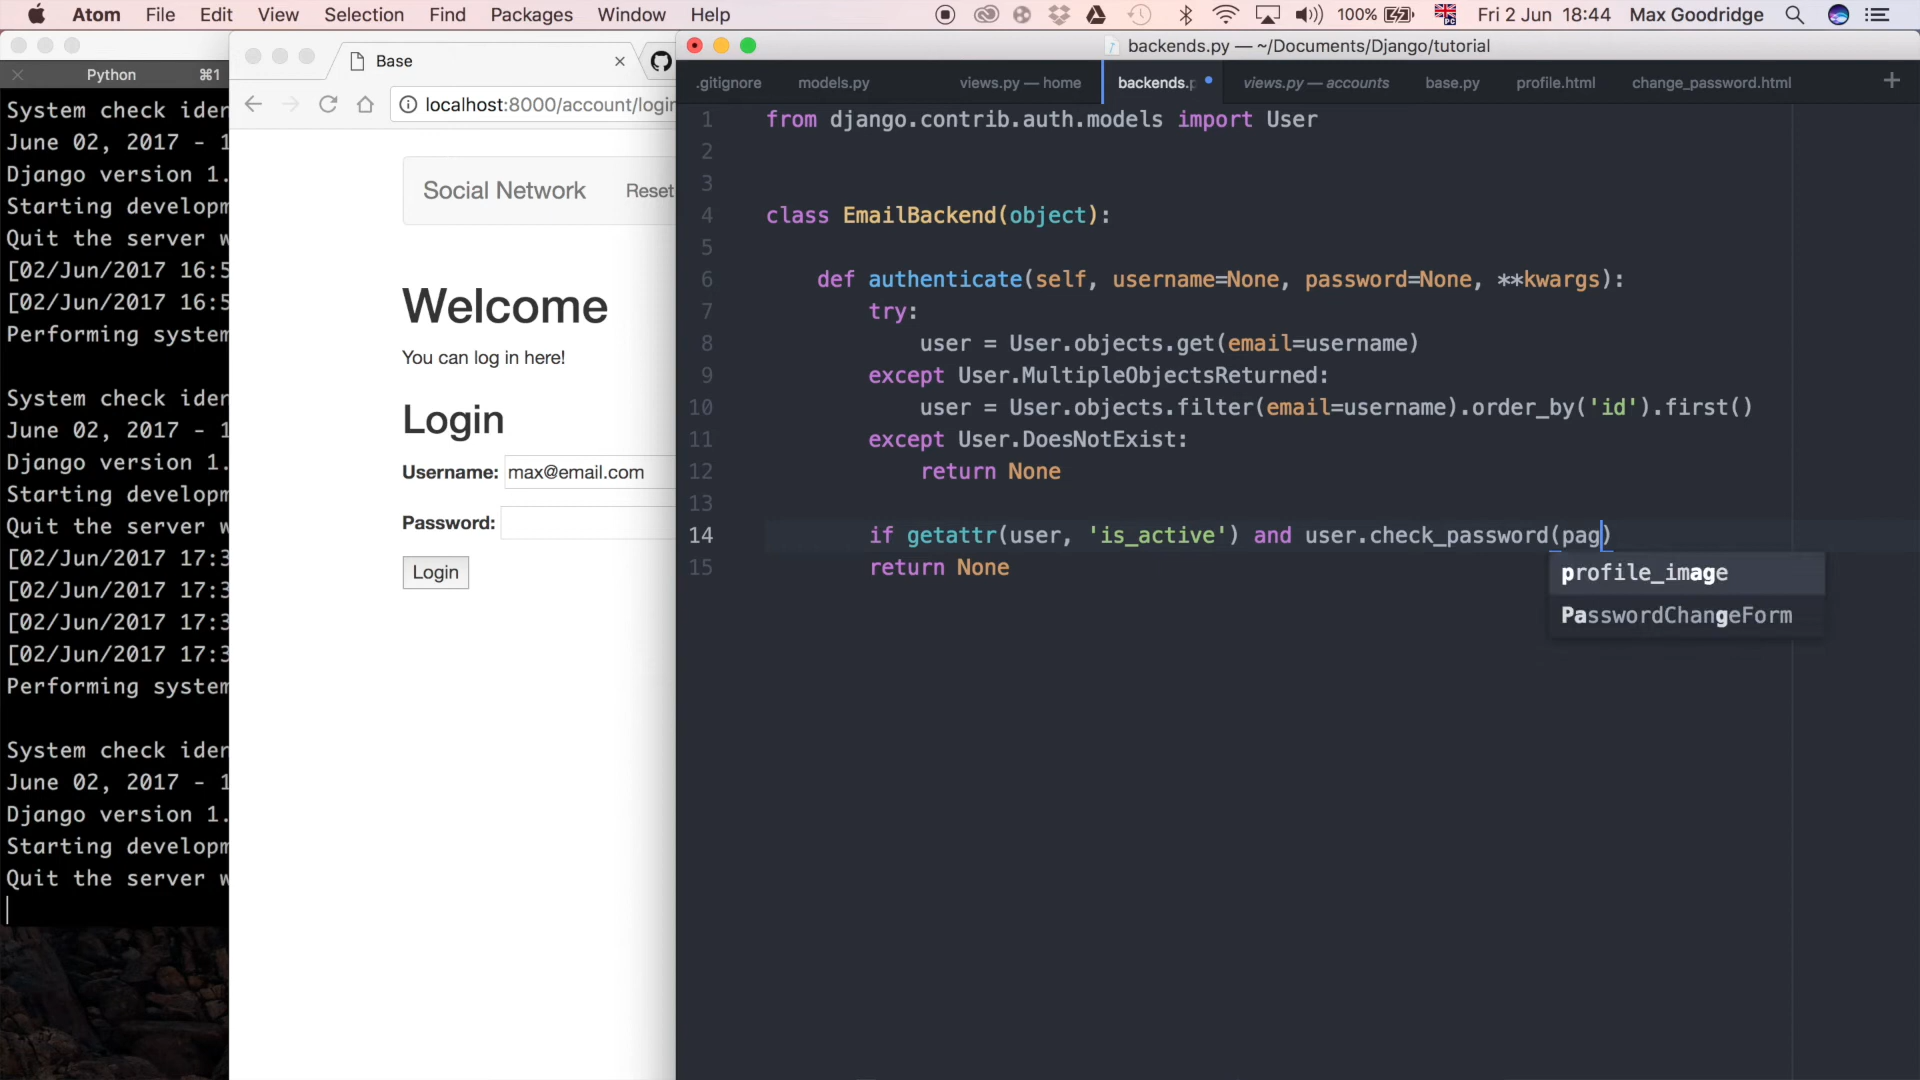 Atom File Edit View Selection Find Packages Window Help 100% Fri 2 Jun 18:44 Max Goodridge
Python ⌘1
System check iden
June 02, 2017 - 1
Django version 1.
Starting developm
Quit the server w
[02/Jun/2017 16:5
[02/Jun/2017 16:5
Performing system
System check iden
June 02, 2017 - 1
Django version 1.
Starting developm
Quit the server w
[02/Jun/2017 17:3
[02/Jun/2017 17:3
[02/Jun/2017 17:3
[02/Jun/2017 17:3
[02/Jun/2017 17:3
Performing system
System check iden
June 02, 2017 - 1
Django version 1.
Starting developm
Quit the server w
Base
localhost:8000/account/login
Social Network Reset
Welcome
You can log in here!
Login
Username: max@email.com
Password:
Login
backends.py — ~/Documents/Django/tutorial
.gitignore models.py views.py — home backends.p views.py — accounts base.py profile.html change_password.html
1 from django.contrib.auth.models import User
2
3
4 class EmailBackend(object):
5
6 def authenticate(self, username=None, password=None, **kwargs):
7 try:
8 user = User.objects.get(email=username)
9 except User.MultipleObjectsReturned:
10 user = User.objects.filter(email=username).order_by('id').first()
11 except User.DoesNotExist:
12 return None
13
14 if getattr(user, 'is_active') and user.check_password(pag)
15 return None
profile_image
PasswordChangeForm